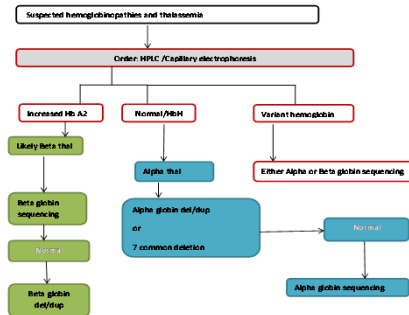 Suspected hemoglobinopathies and thalassemia
Order: HPLC /Capillary electrophoresis
Increased Hb A2
Normal/HbH
Variant hemoglobin
Likely Beta thal
Alpha thal
Either Alpha or Beta globin sequencing
Beta globin
sequencing
Alpha globin del/dup
or
7 common deletion
Normal
Normal
Beta globin
del/dup
Alpha globin sequencing